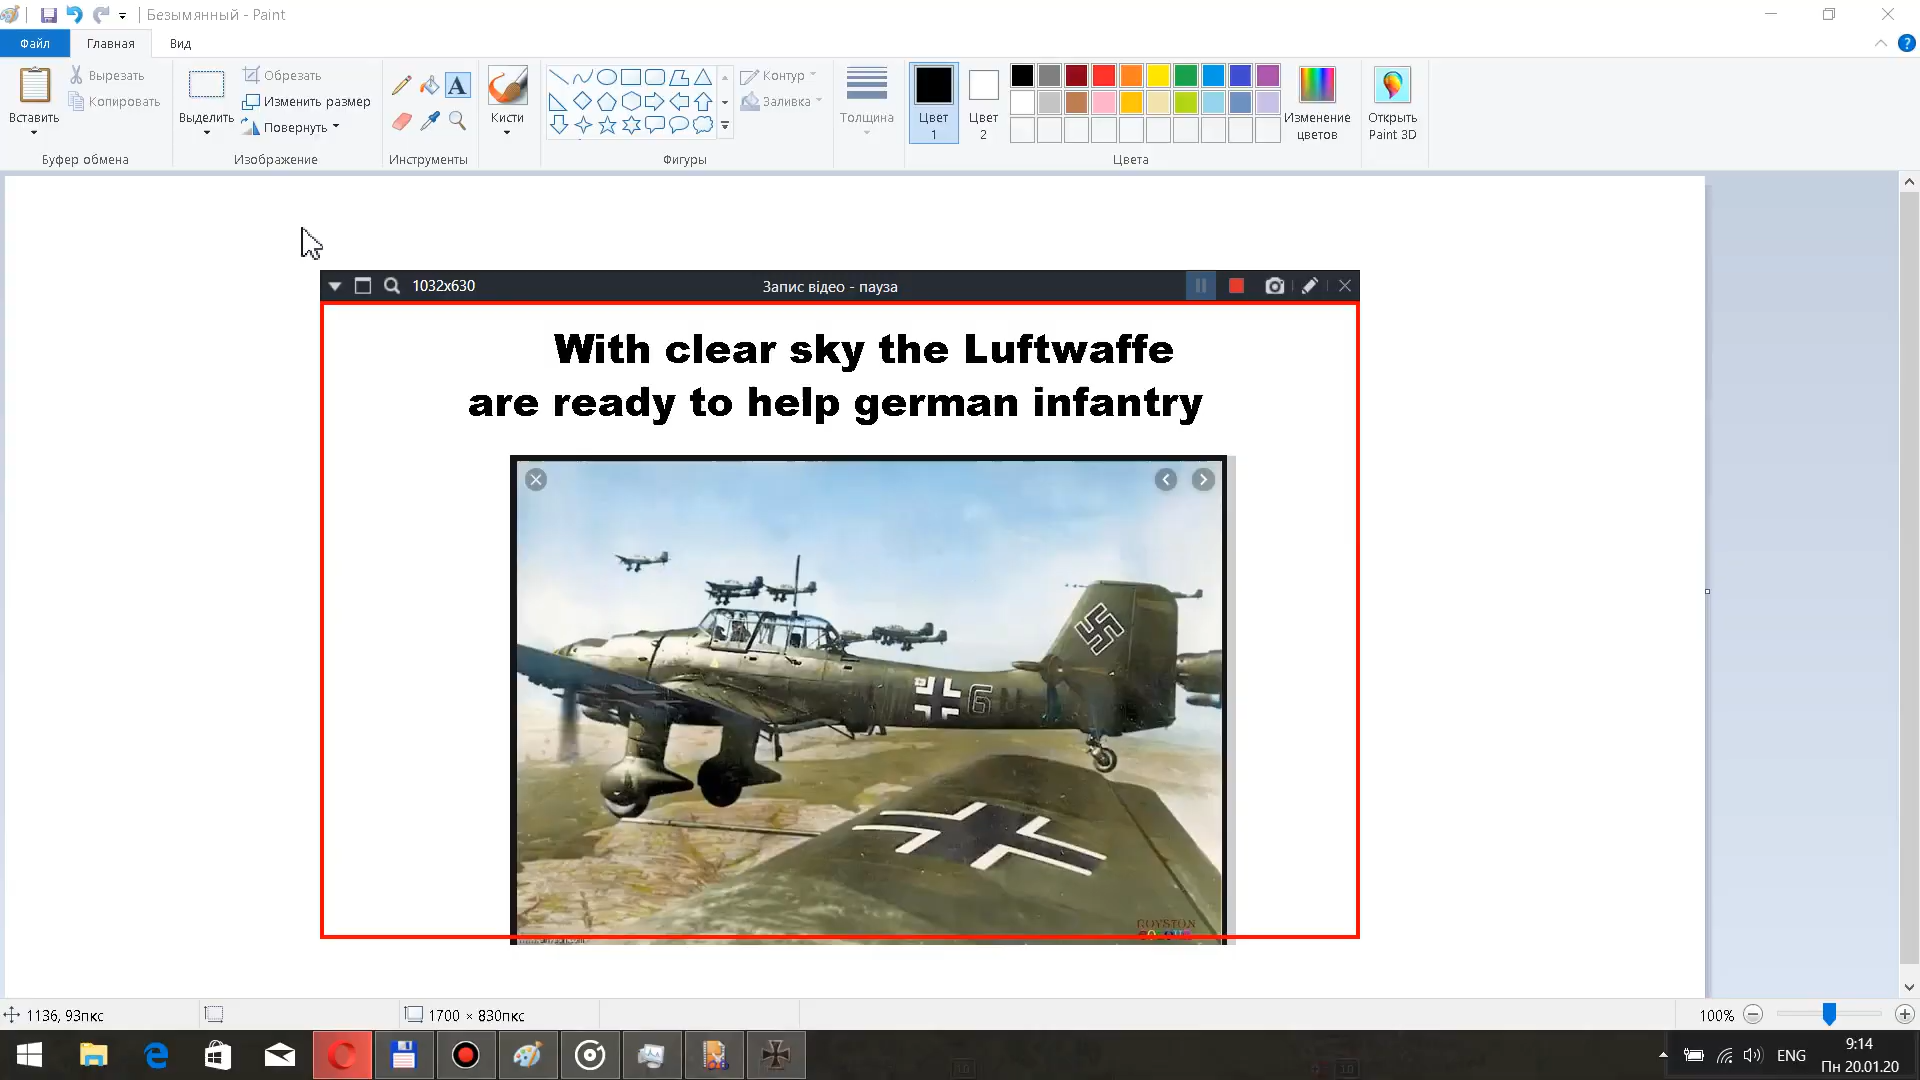 Безымянный - Paint
Файл
Главная
Вид
Вставить
Вырезать
Копировать
Буфер обмена
Выделить
Обрезать
Изменить размер
Повернуть
Изображение
Инструменты
Кисти
Фигуры
Контур
Заливка
Толщина
Цвет
1
Цвет
2
Цвета
Изменение
цветов
Открыть
Paint 3D
1032x630
Запис відео - пауза
With clear sky the Luftwaffe
are ready to help german infantry
6
ROYSTON
1136, 93пкс
1700 × 830пкс
100%
ENG
9:14
Пн 20.01.20